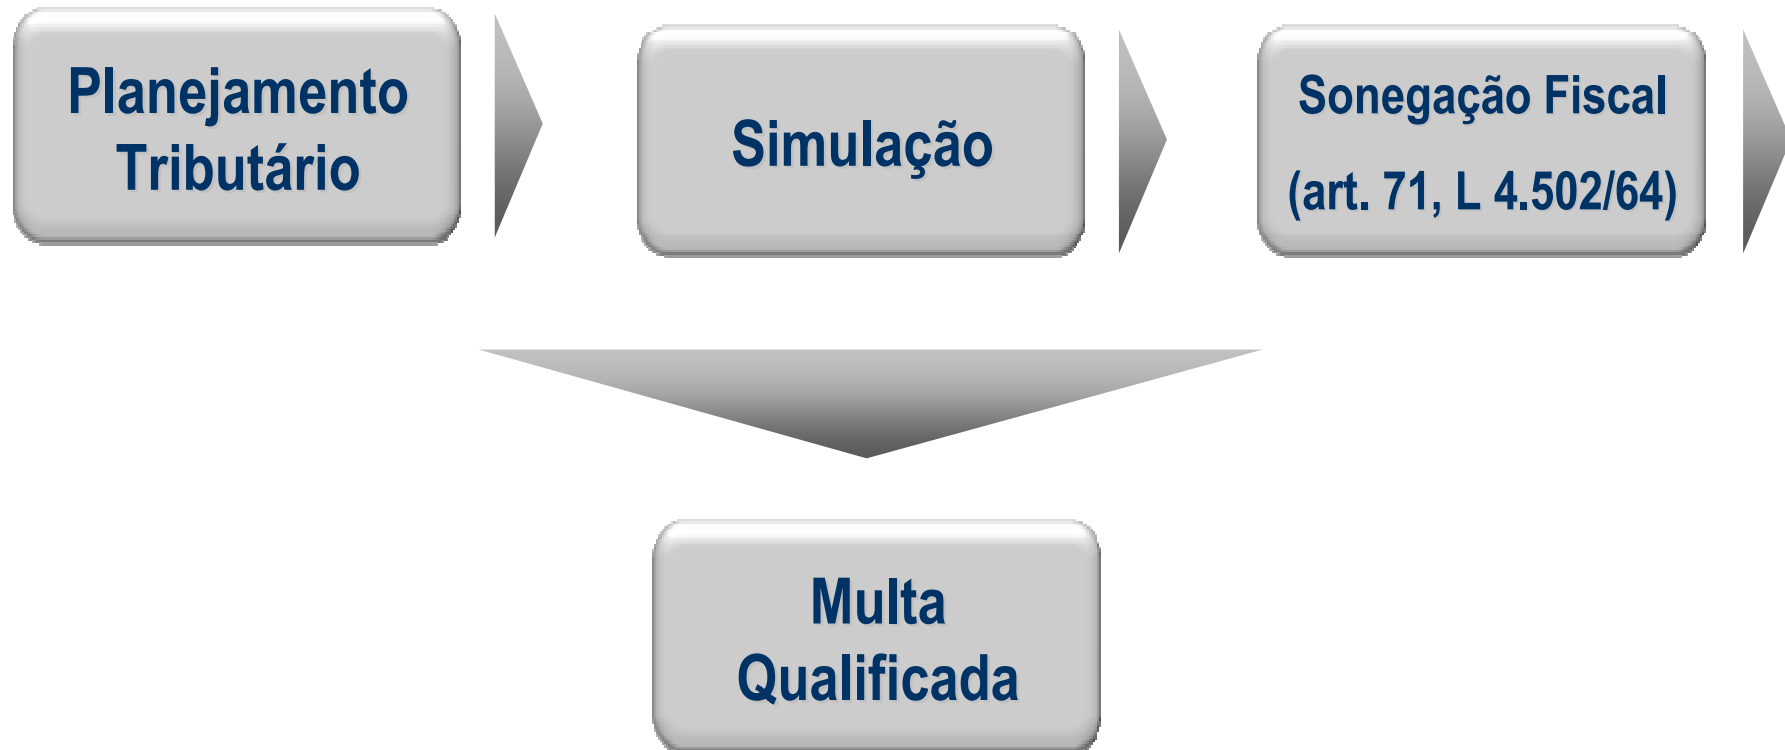 Planejamento
Tributário
Simulação
Sonegação Fiscal
(art. 71, L 4.502/64)
Multa
Qualificada